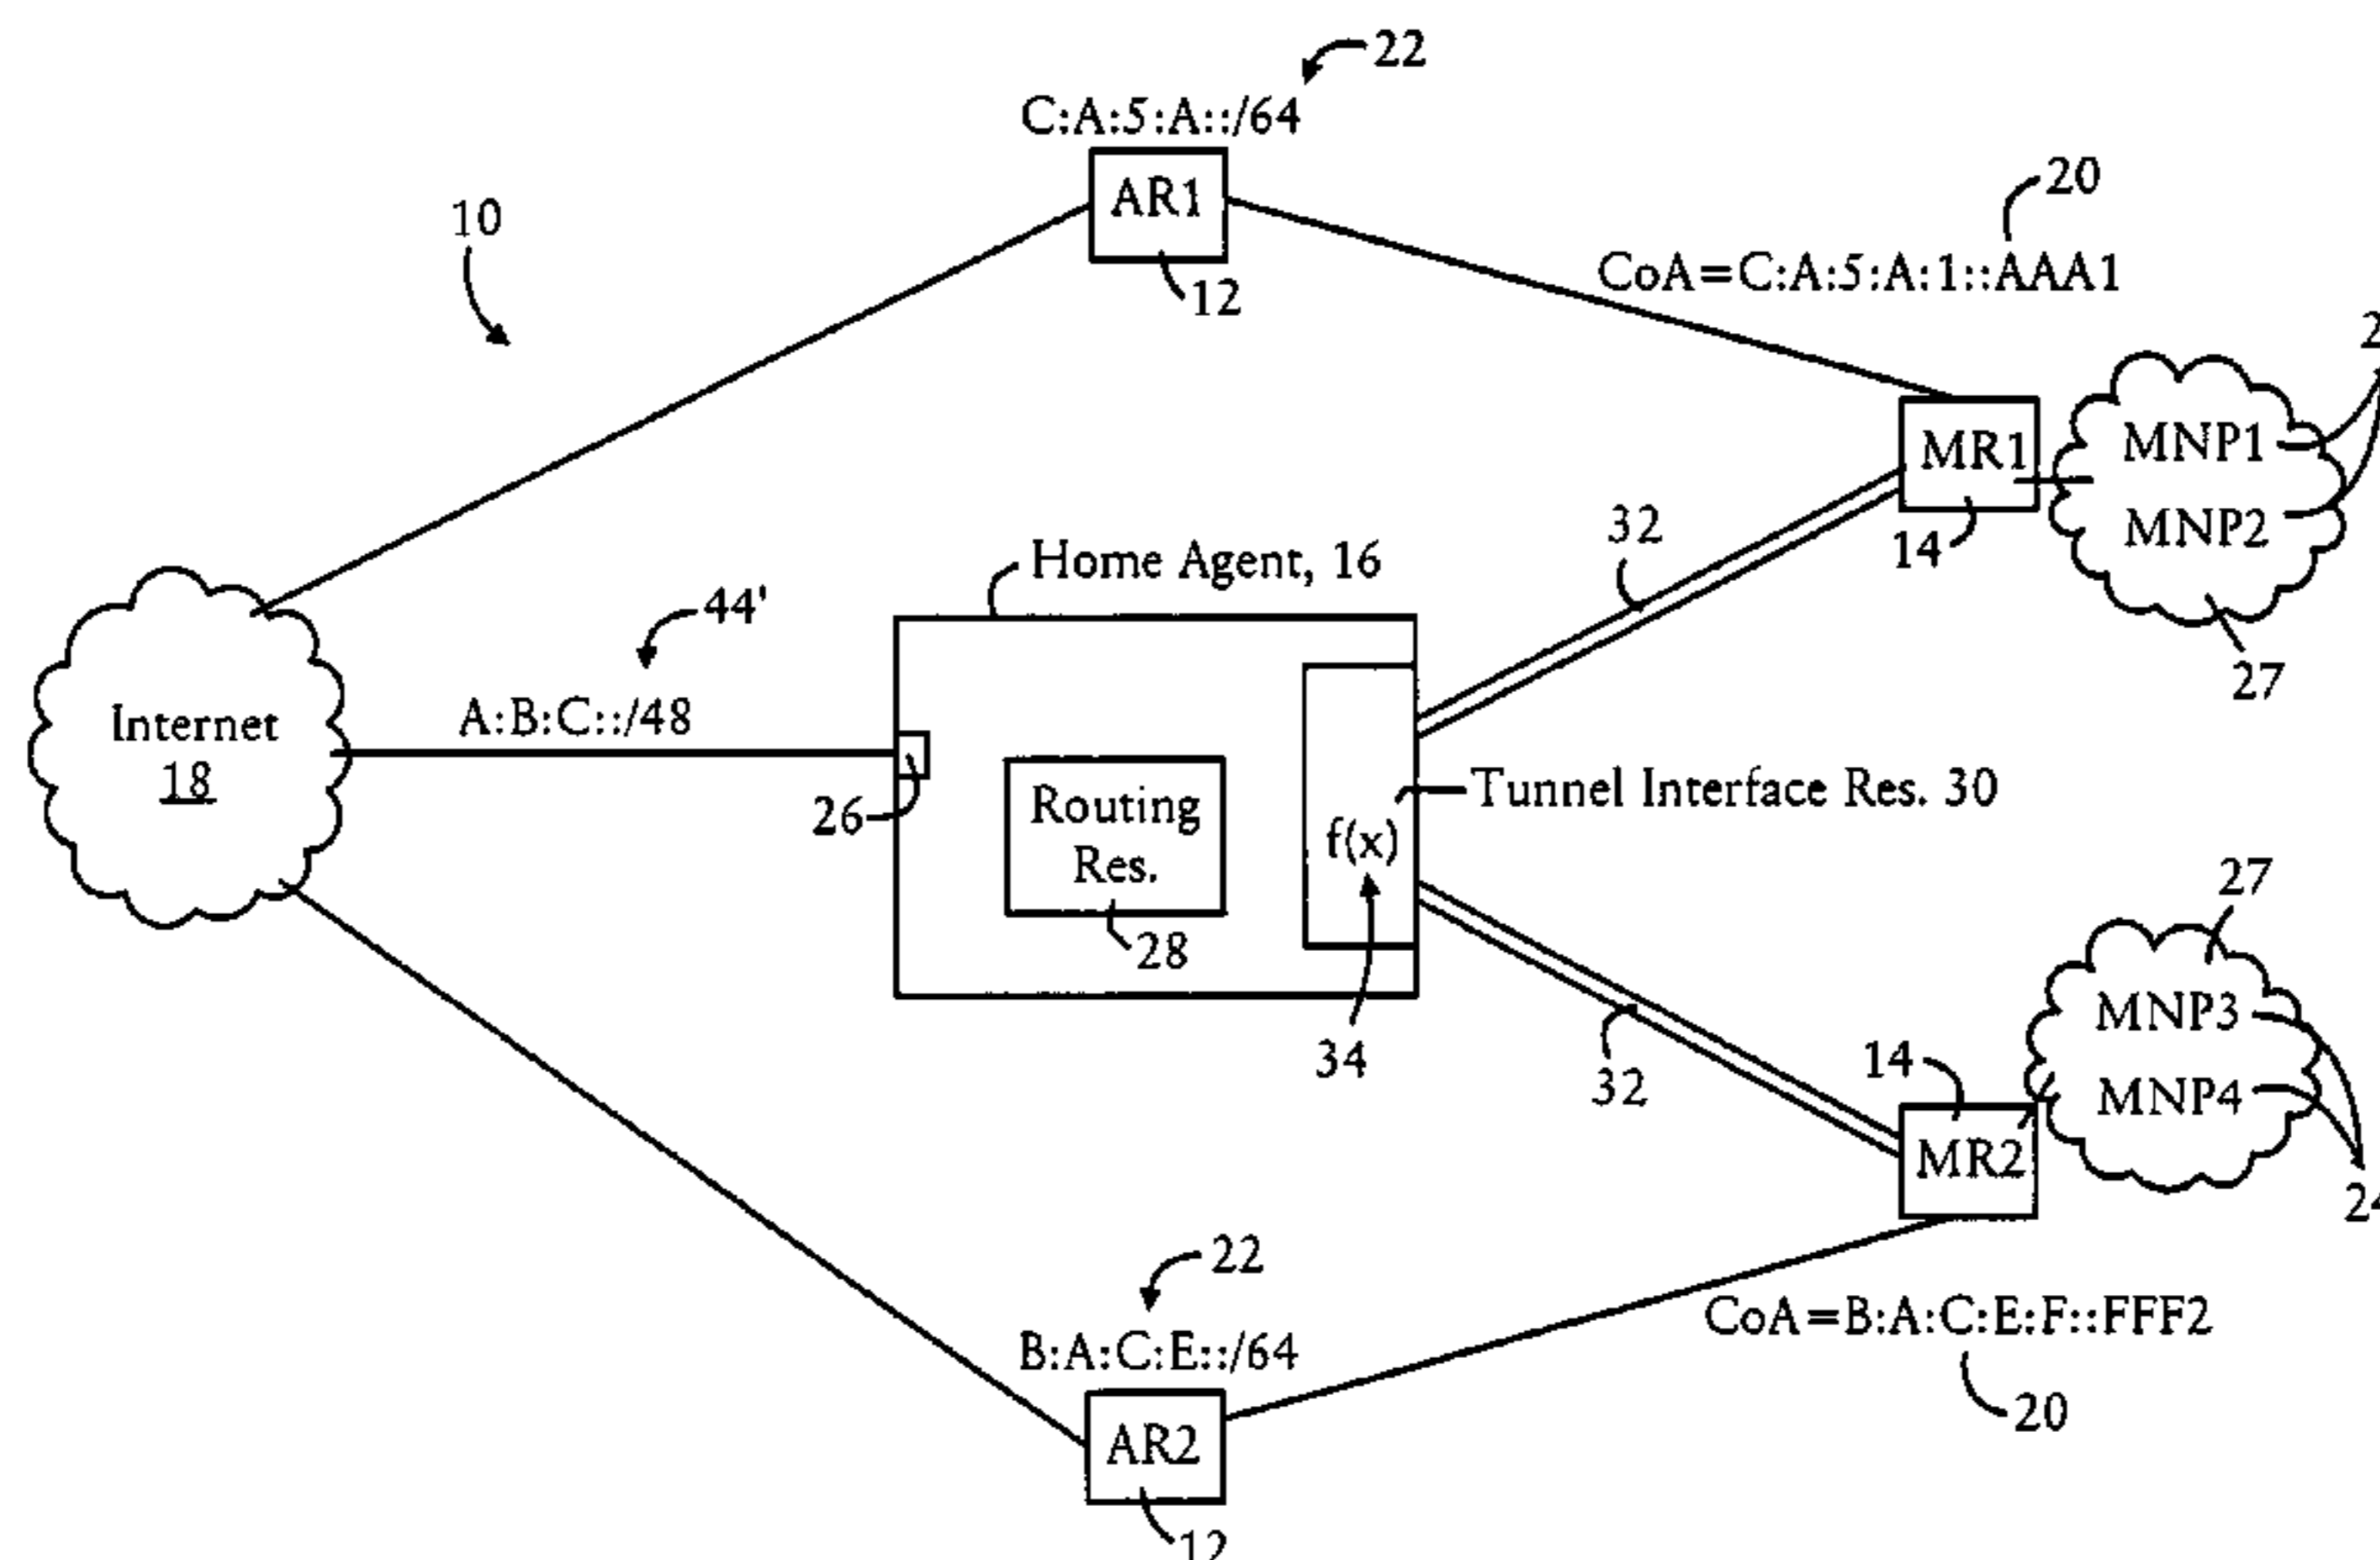 22
C:A:5:A::/64
AR1
12
10
20
CoA=C:A:5:A:1::AAA1
MR1
14
MNP1
MNP2
27
32
Home Agent, 16
44'
A:B:C::/48
Internet
18
26
Routing
Res.
28
Tunnel Interface Res. 30
f(x)
34
32
27
MNP3
MNP4
24
14
MR2
22
B:A:C:E::/64
AR2
12
CoA=B:A:C:E:F::FFF2
20